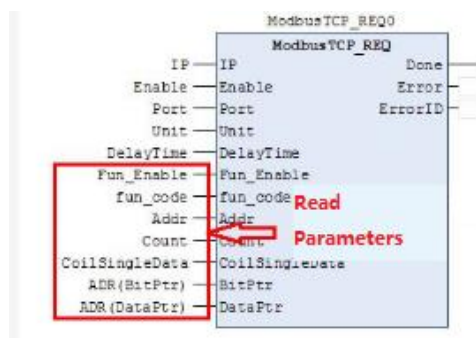 ModbusTCP_REQ0
ModbusTCP_REQ
IP IP Done
Enable Enable Error
Port Port ErrorID
Unit Unit
DelayTime DelayTime
Fun_Enable Fun_Enable
fun_code fun_code Read
Addr Addr
Count Count Parameters
CoilSingleData CoilSingleData
ADR(BitPtr) BitPtr
ADR(DataPtr) DataPtr